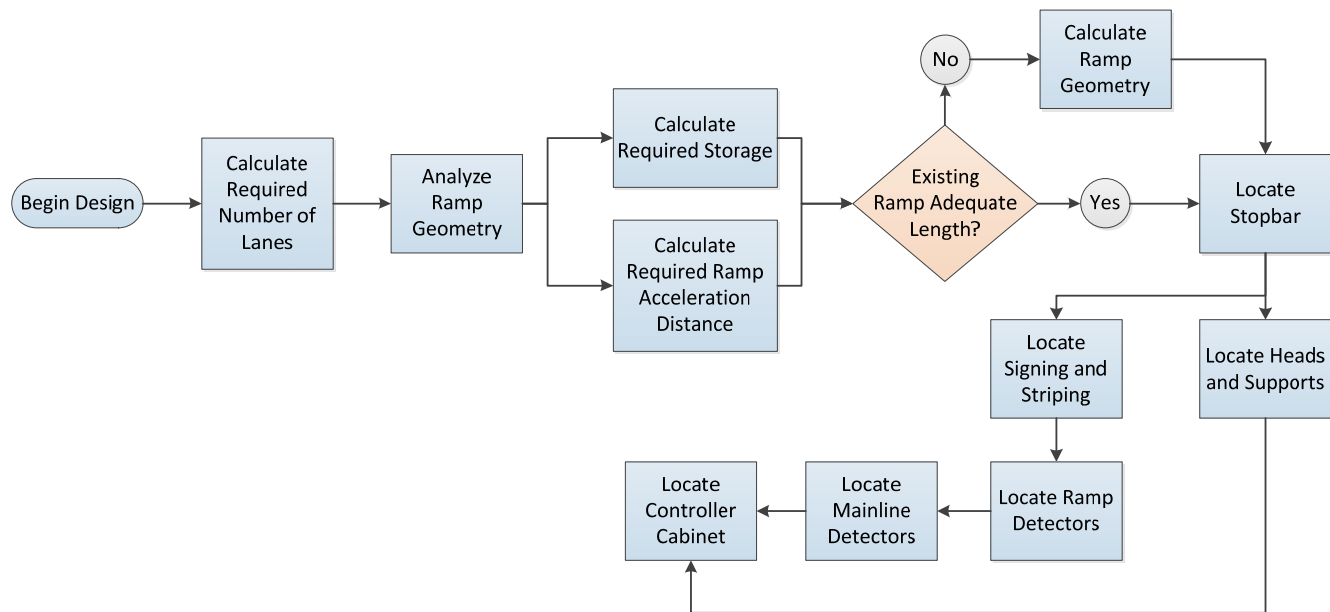 Begin Design
Calculate
Required
Number of
Lanes
Analyze
Ramp
Geometry
Calculate
Required Storage
Calculate
Required Ramp
Acceleration
Distance
Existing
Ramp Adequate
Length?
No
Calculate
Ramp
Geometry
Yes
Locate
Stopbar
Locate
Signing and
Striping
Locate Heads
and Supports
Locate Ramp
Detectors
Locate
Mainline
Detectors
Locate
Controller
Cabinet